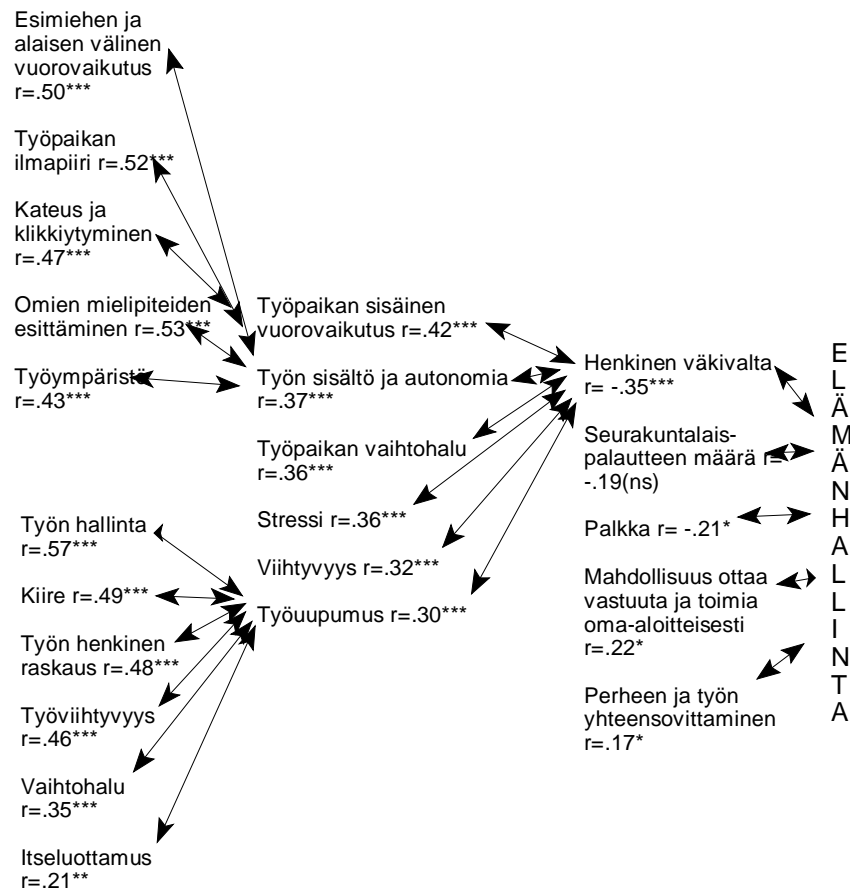 Esimiehen ja
alaisen välinen
vuorovaikutus
r=.50***
Työpaikan
ilmapiiri r=.52***
Kateus ja
klikkiytyminen
r=.47***
Omien mielipiteiden
esittäminen r=.53***
Työympäristö
r=.43***
Työn hallinta
r=.57***
Kiire r=.49***
Työn henkinen
raskaus r=.48***
Työviihtyvyys
r=.46***
Vaihtohalu
r=.35***
Itseluottamus
r=.21**
Työpaikan sisäinen
vuorovaikutus r=.42***
Työn sisältö ja autonomia
r=.37***
Työpaikan vaihtohalu
r=.36***
Stressi r=.36***
Viihtyvyys r=.32***
Työuupumus r=.30***
Henkinen väkivalta
r= -.35***
Seurakuntalais-
palautteen määrä r=
-.19(ns)
Palkka r= -.21*
Mahdollisuus ottaa
vastuuta ja toimia
oma-aloitteisesti
r=.22*
Perheen ja työn
yhteensovittaminen
r=.17*
E
L
Ä
M
Ä
N
H
A
L
L
I
N
T
A